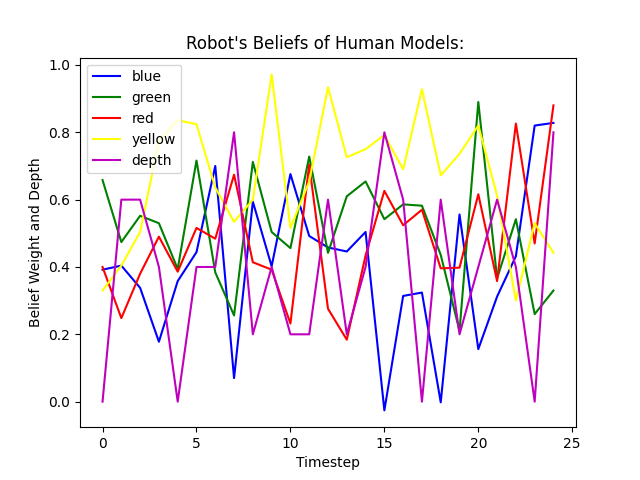 Robot's Beliefs of Human Models:
1.0
0.8
0.6
0.4
0.2
0.0
Belief Weight and Depth
blue
green
red
yellow
depth
0 5 10 15 20 25
Timestep